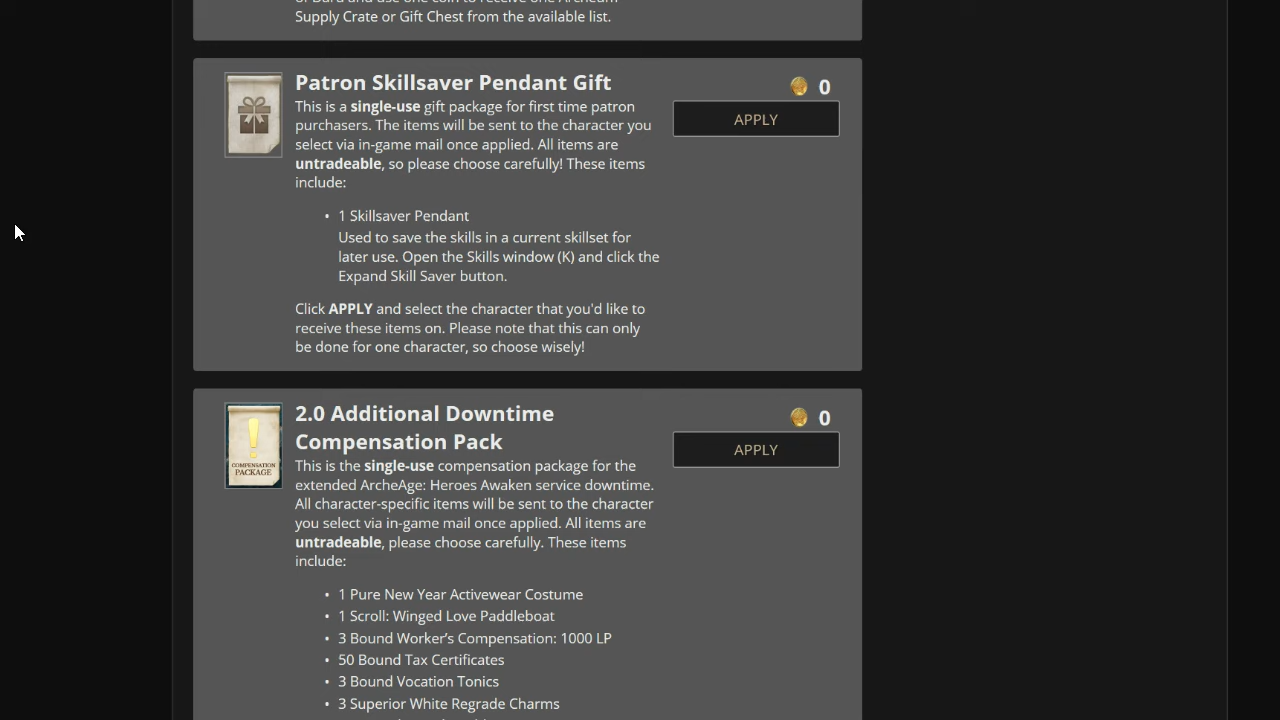 Supply Crate or Gift Chest from the available list.
Patron Skillsaver Pendant Gift
0
This is a single-use gift package for first time patron
APPLY
purchasers. The items will be sent to the character you
select via in-game mail once applied. All items are
untradeable, so please choose carefully! These items
include:
• 1 Skillsaver Pendant
Used to save the skills in a current skillset for
later use. Open the Skills window (K) and click the
Expand Skill Saver button.
Click APPLY and select the character that you'd like to
receive these items on. Please note that this can only
be done for one character, so choose wisely!
2.0 Additional Downtime
0
Compensation Pack
APPLY
COMPENSATION
PACKAGE
This is the single-use compensation package for the
extended ArcheAge: Heroes Awaken service downtime.
All character-specific items will be sent to the character
you select via in-game mail once applied. All items are
untradeable, please choose carefully. These items
include:
• 1 Pure New Year Activewear Costume
• 1 Scroll: Winged Love Paddleboat
• 3 Bound Worker's Compensation: 1000 LP
• 50 Bound Tax Certificates
• 3 Bound Vocation Tonics
• 3 Superior White Regrade Charms